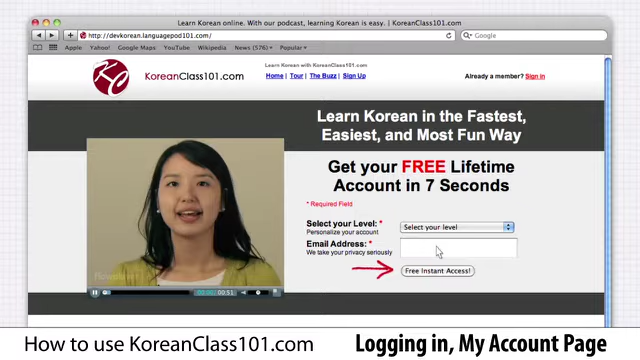 Learn Korean online. With our podcast, learning Korean is easy. | KoreanClass101.com
http://devkorean.languagepod101.com/
Google
Apple Yahoo! Google Maps YouTube Wikipedia News (576) Popular
Learn Korean with KoreanClass101.com
KC
KoreanClass101.com
Home | Tour | The Buzz | Sign Up
Already a member? Sign in
Learn Korean in the Fastest,
Easiest, and Most Fun Way
Get your FREE Lifetime
Account in 7 Seconds
* Required Field
Select your Level: *
Personalize your account
Select your level
Email Address: *
We take your privacy seriously
Free Instant Access!
00:51
How to use KoreanClass101.com
Logging in, My Account Page